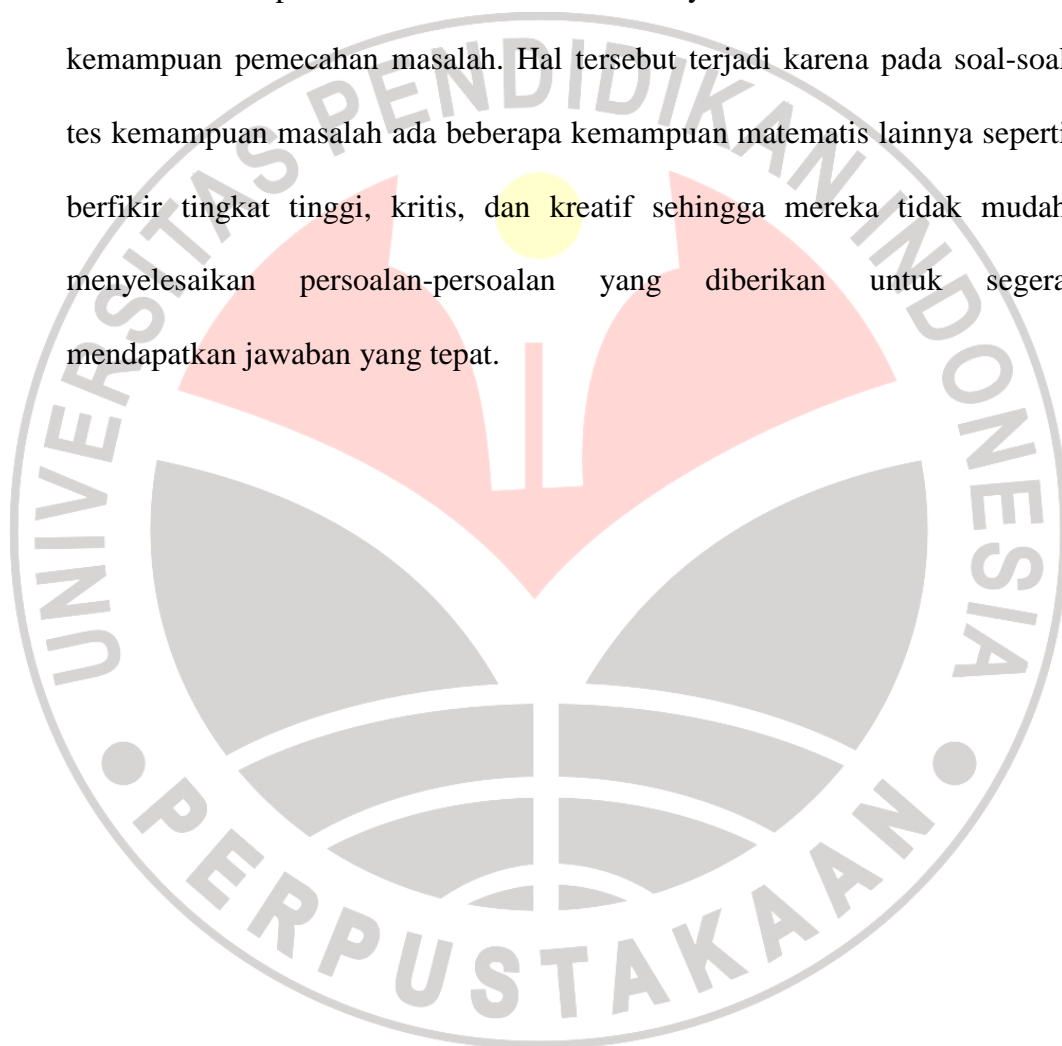 kemampuan pemecahan masalah. Hal tersebut terjadi karena pada soal-soal
tes kemampuan masalah ada beberapa kemampuan matematis lainnya seperti
berfikir tingkat tinggi, kritis, dan kreatif sehingga mereka tidak mudah
menyelesaikan persoalan-persoalan yang diberikan untuk segera
mendapatkan jawaban yang tepat.
UNIVERSITAS PENDIDIKAN INDONESIA
PERPUSTAKAAN